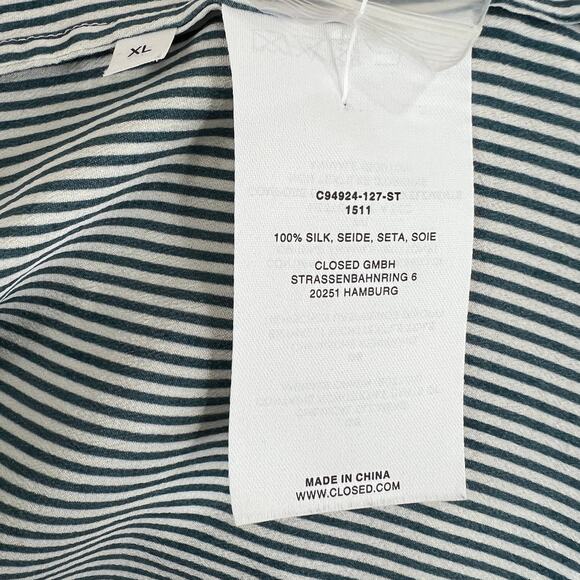 XL
C94924-127-ST
1511
100% SILK, SEIDE, SETA, SOIE
CLOSED GMBH
STRASSENBAHNRING 6
20251 HAMBURG
MADE IN CHINA
WWW.CLOSED.COM